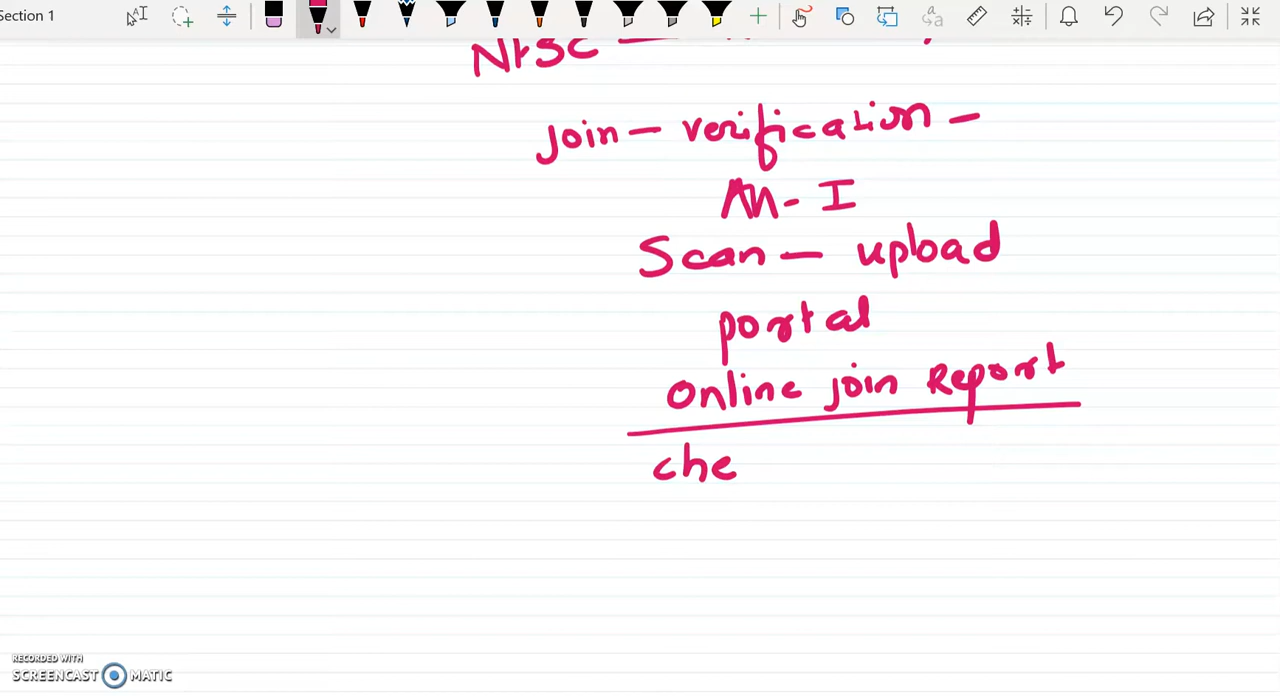 Section 1
Join – verification –
An - I
Scan – upload
portal
Online join Report
che
RECORDED WITH
SCREENCAST MATIC